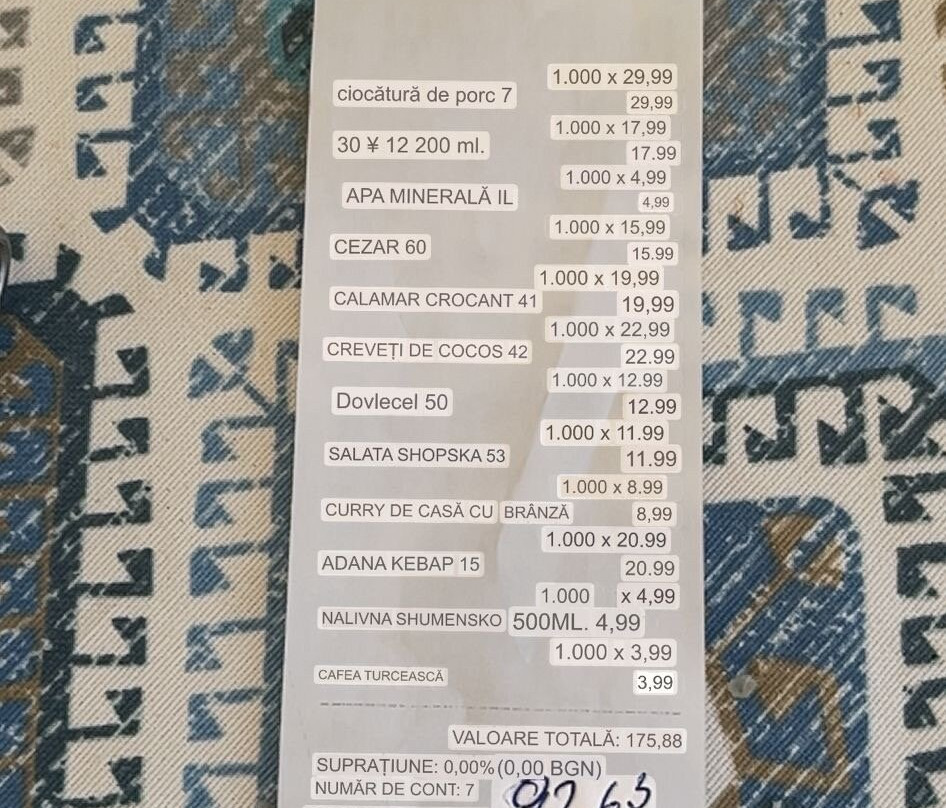 1.000 x 29,99
ciocătură de porc 7
29,99
1.000 x 17,99
30 ¥ 12 200 ml.
17.99
1.000 x 4,99
APA MINERALĂ IL
4,99
1.000 x 15,99
CEZAR 60
15.99
1.000 x 19,99
CALAMAR CROCANT 41 19,99
1.000 x 22,99
CREVEȚI DE COCOS 42 22.99
1.000 x 12.99
Dovlecel 50 12.99
1.000 x 11.99
SALATA SHOPSKA 53 11.99
1.000 x 8.99
CURRY DE CASĂ CU BRÂNZĂ 8,99
1.000 x 20.99
ADANA KEBAP 15 20.99
1.000 x 4,99
NALIVNA SHUMENSKO 500ML. 4,99
1.000 x 3,99
CAFEA TURCEASCĂ 3,99
VALOARE TOTALĂ: 175,88
SUPRAȚIUNE: 0,00% (0,00 BGN)
NUMĂR DE CONT: 7